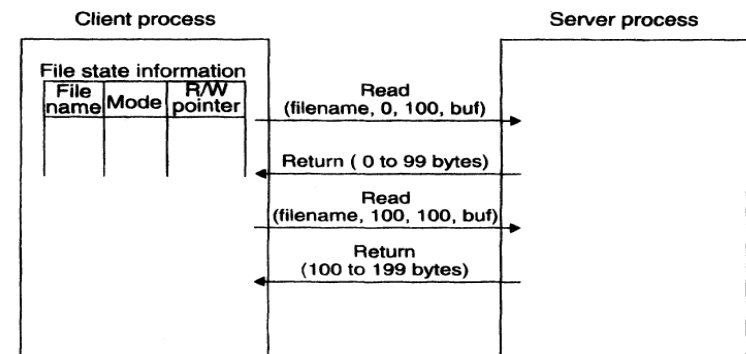 Client process
Server process
File state information
File name
Mode
R/W pointer
Read
(filename, 0, 100, buf)
Return ( 0 to 99 bytes)
Read
(filename, 100, 100, buf)
Return
(100 to 199 bytes)